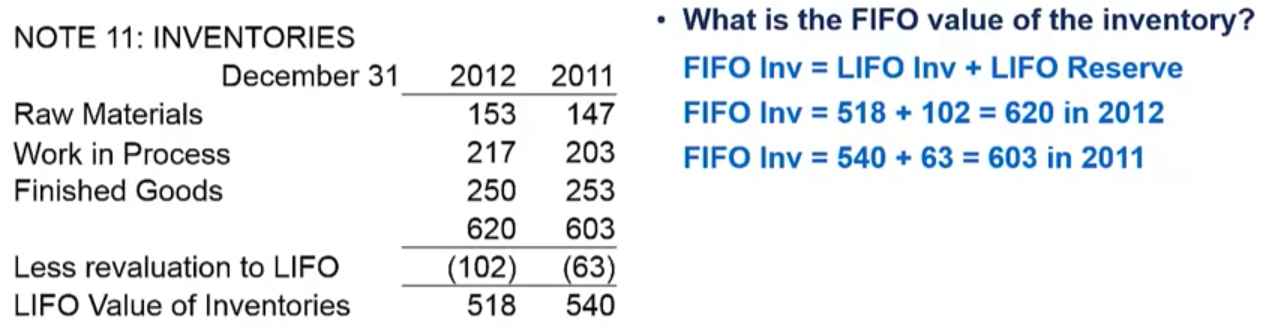 NOTE 11: INVENTORIES
December 31 2012 2011
Raw Materials 153 147
Work in Process 217 203
Finished Goods 250 253
620 603
Less revaluation to LIFO (102) (63)
LIFO Value of Inventories 518 540
• What is the FIFO value of the inventory?
FIFO Inv = LIFO Inv + LIFO Reserve
FIFO Inv = 518 + 102 = 620 in 2012
FIFO Inv = 540 + 63 = 603 in 2011